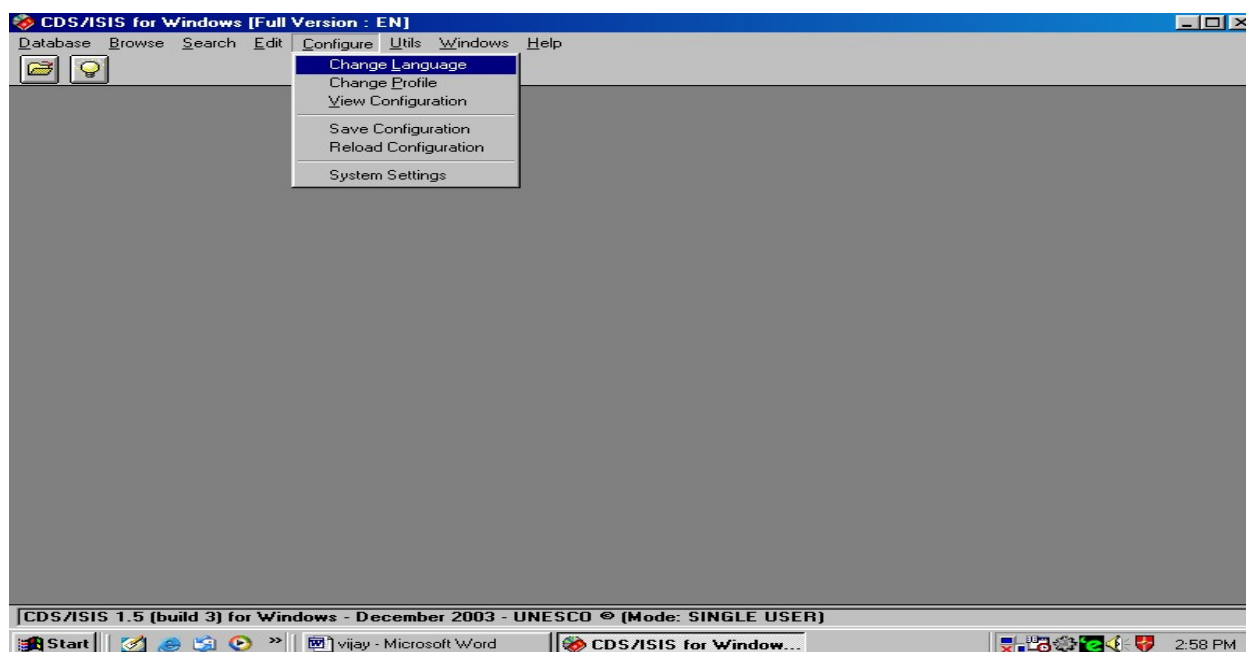 CDS/ISIS for Windows [Full Version : EN]
Database Browse Search Edit Configure Utils Windows Help
Change Language
Change Profile
View Configuration
Save Configuration
Reload Configuration
System Settings
CDS/ISIS 1.5 (build 3) for Windows - December 2003 - UNESCO © (Mode: SINGLE USER)
Start » vijay - Microsoft Word CDS/ISIS for Window... 2:58 PM